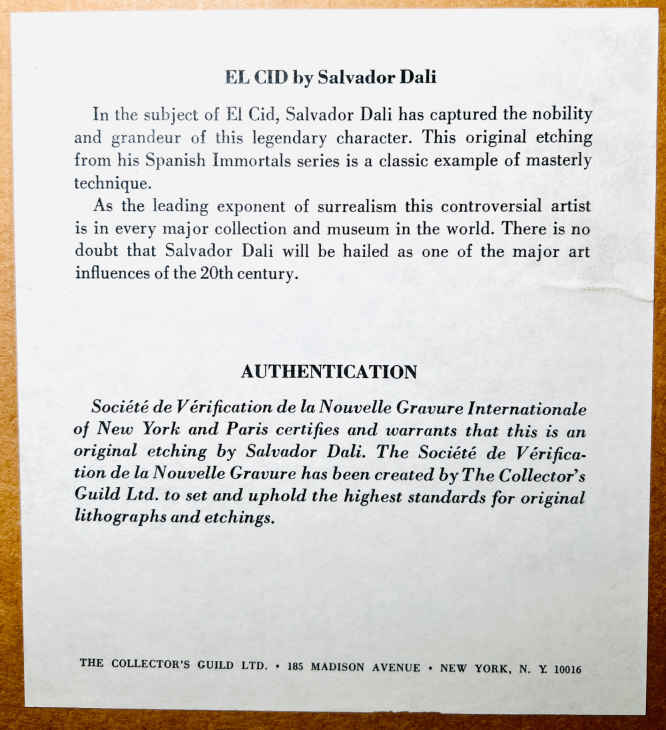 EL CID by Salvador Dali
In the subject of El Cid, Salvador Dali has captured the nobility
and grandeur of this legendary character. This original etching
from his Spanish Immortals series is a classic example of masterly
technique.
As the leading exponent of surrealism this controversial artist
is in every major collection and museum in the world. There is no
doubt that Salvador Dali will be hailed as one of the major art
influences of the 20th century.
AUTHENTICATION
Société de Vérification de la Nouvelle Gravure Internationale
of New York and Paris certifies and warrants that this is an
original etching by Salvador Dali. The Société de Vérifica-
tion de la Nouvelle Gravure has been created by The Collector's
Guild Ltd. to set and uphold the highest standards for original
lithographs and etchings.
THE COLLECTOR'S GUILD LTD. • 185 MADISON AVENUE • NEW YORK, N. Y. 10016